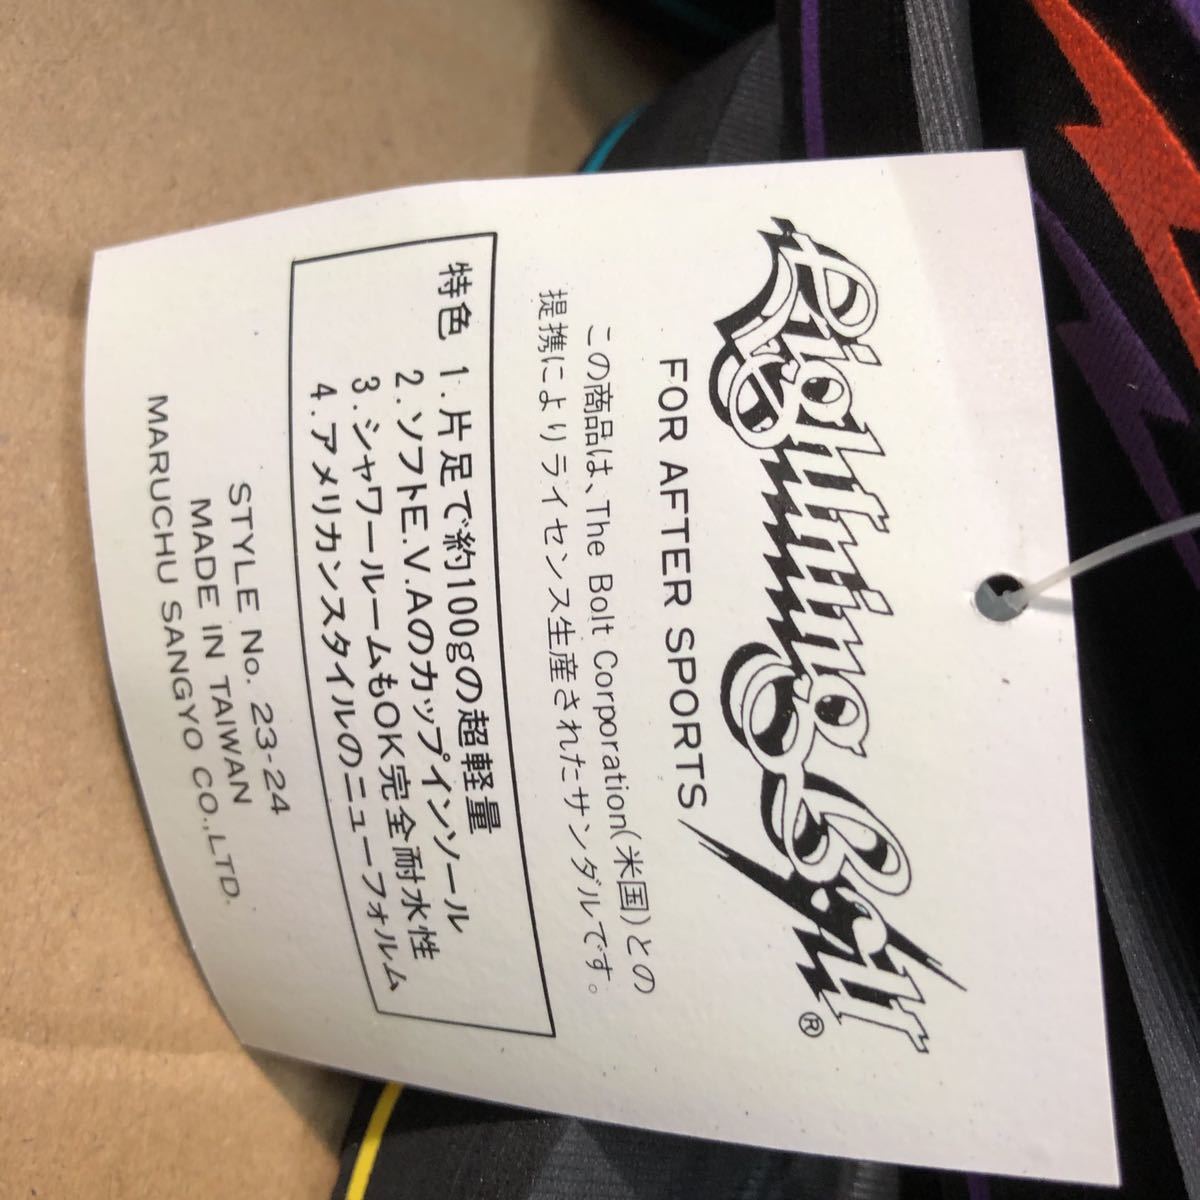 Lightning Bolt®
FOR AFTER SPORTS
この商品は、The Bolt Corporation(米国)との
提携によりライセンス生産されたサンダルです。
特色 1.片足で約100gの超軽量
2.ソフトE.V.Aのカップインソール
3.シャワールームもOK完全耐水性
4.アメリカンスタイルのニューフォルム
STYLE No. 23-24
MADE IN TAIWAN
MARUCHU SANGYO CO.,LTD.